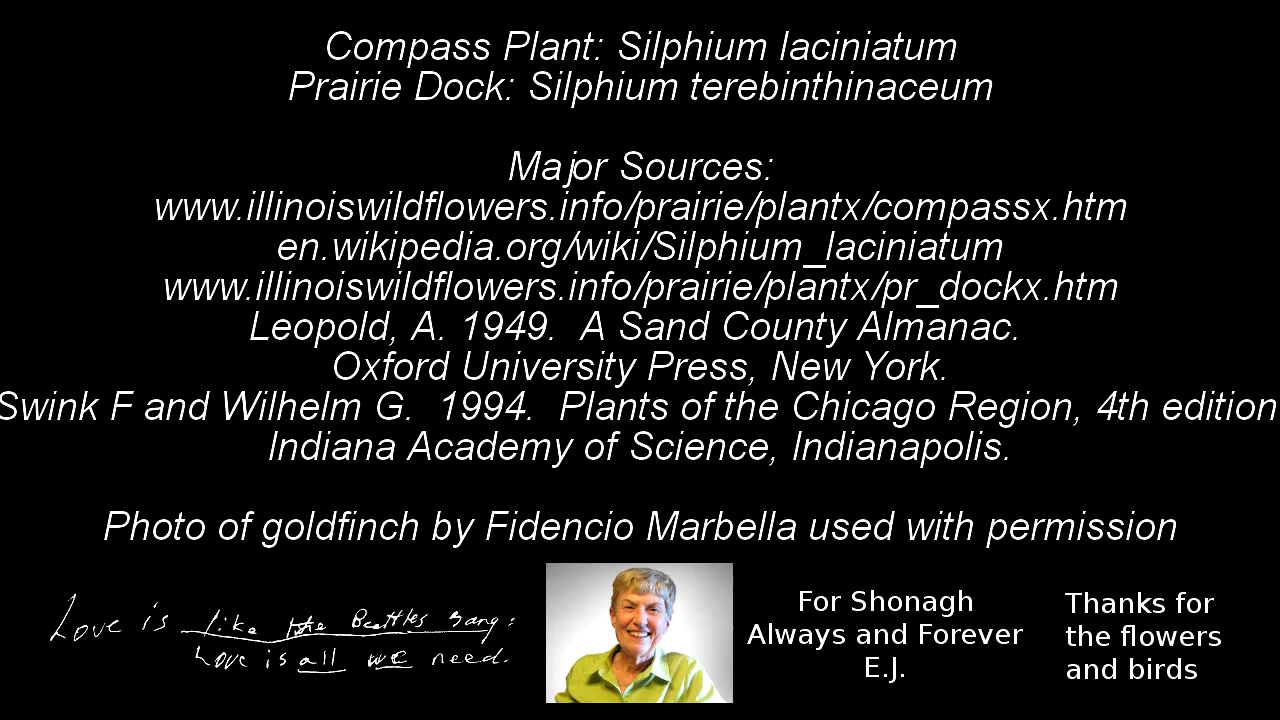 Compass Plant: Silphium laciniatum
Prairie Dock: Silphium terebinthinaceum
Major Sources:
www.illinoiswildflowers.info/prairie/plantx/compassx.htm
en.wikipedia.org/wiki/Silphium_laciniatum
www.illinoiswildflowers.info/prairie/plantx/pr_dockx.htm
Leopold, A. 1949.  A Sand County Almanac.
Oxford University Press, New York.
Swink F and Wilhelm G.  1994.  Plants of the Chicago Region, 4th edition
Indiana Academy of Science, Indianapolis.
Photo of goldfinch by Fidencio Marbella used with permission
Love is like the Beattles sang:
Love is all we need.
For Shonagh
Always and Forever
E.J.
Thanks for
the flowers
and birds